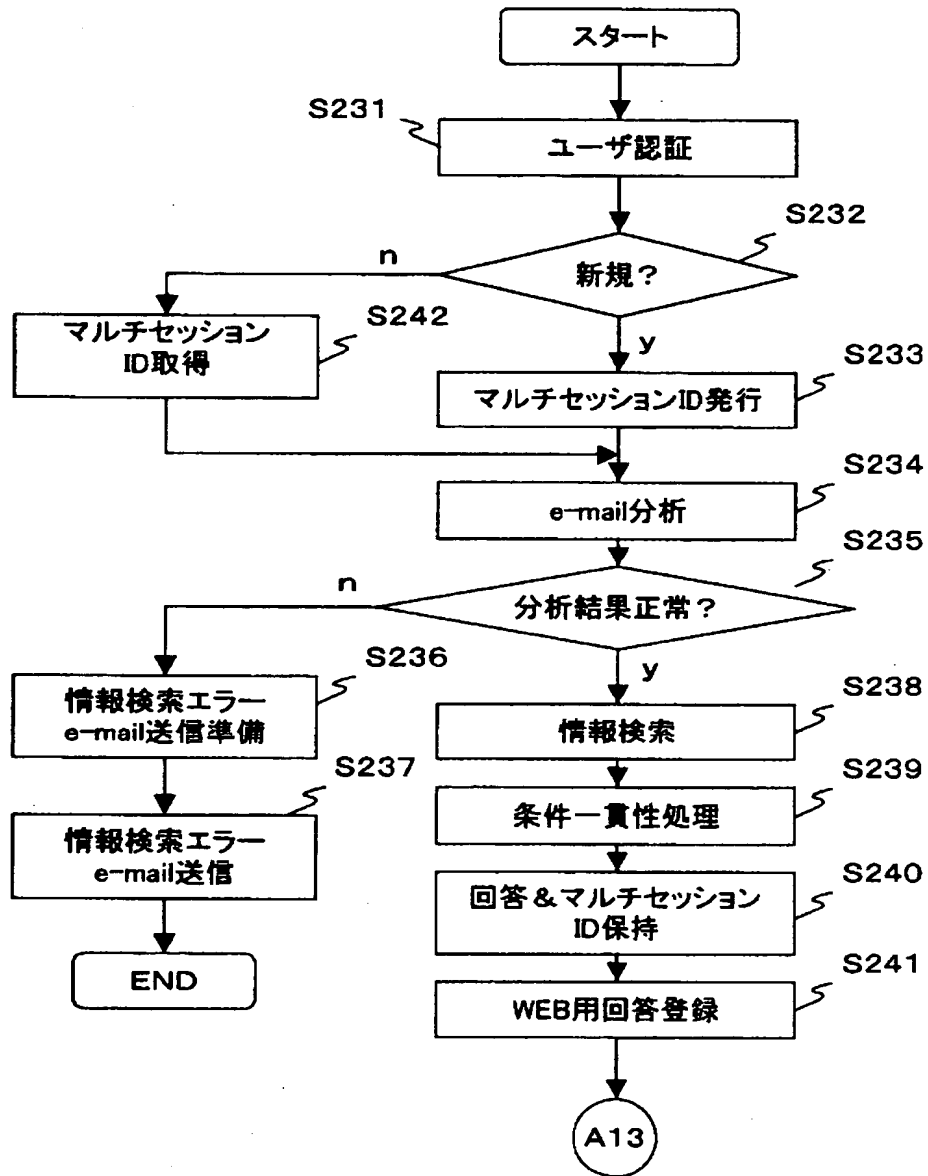 スタート
S231
ユーザ認証
S232
新規？
n
y
S242
マルチセッション
ID取得
S233
マルチセッションID発行
S234
e-mail分析
S235
分析結果正常？
n
y
S236
情報検索エラー
e-mail送信準備
S237
情報検索エラー
e-mail送信
END
S238
情報検索
S239
条件一貫性処理
S240
回答＆マルチセッション
ID保持
S241
WEB用回答登録
A13